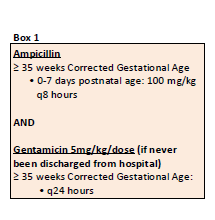 Box 1
Ampicillin
≥ 35 weeks Corrected Gestational Age
• 0-7 days postnatal age: 100 mg/kg
q8 hours
AND
Gentamicin 5mg/kg/dose (if never
been discharged from hospital)
≥ 35 weeks Corrected Gestational Age:
• q24 hours